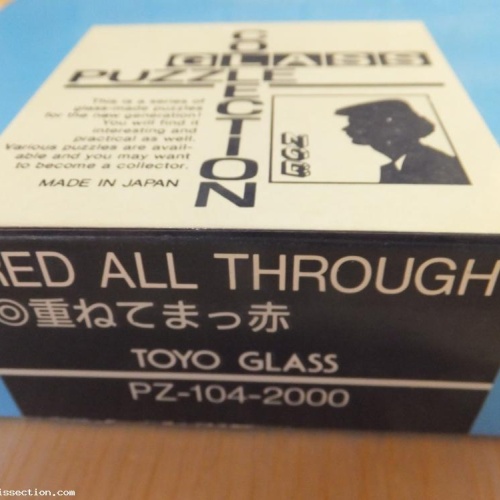 COLLECTION
GLASS
PUZZLE
This is a series of
glass-made puzzles
for the new generation!
You will find it
interesting and
practical as well.
Various puzzles are avail-
able and you may want
to become a collector.
MADE IN JAPAN
RED ALL THROUGH
◎重ねてまっ赤
TOYO GLASS
PZ-104-2000
issection.com